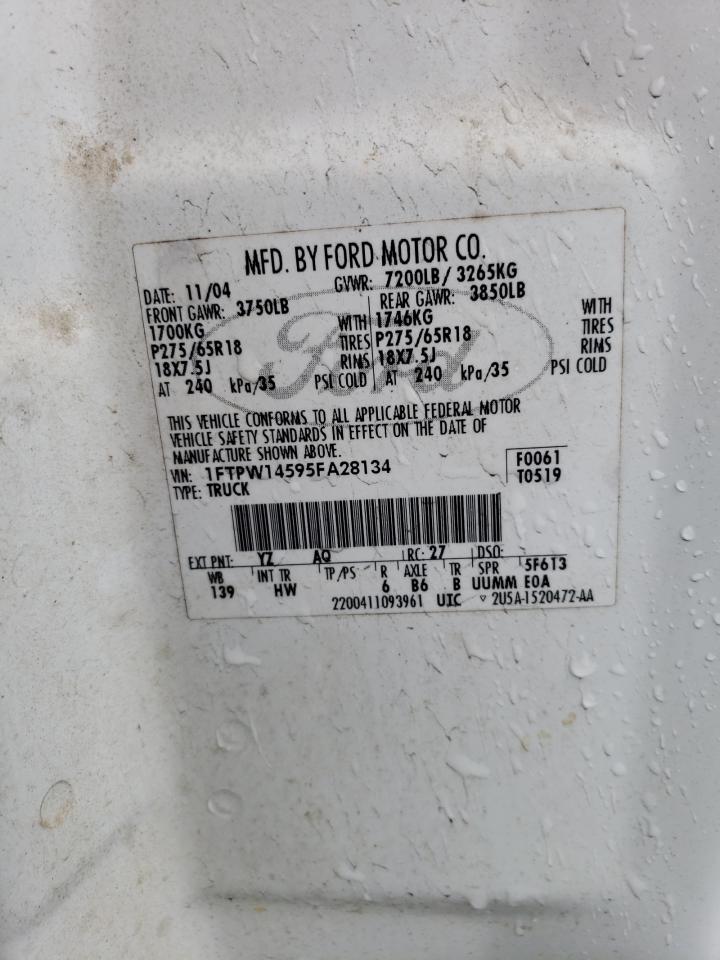 MFD. BY FORD MOTOR CO.
DATE: 11/04 GVWR: 7200LB / 3265KG
FRONT GAWR: 3750LB REAR GAWR: 3850LB
1700KG WITH 1746KG WITH
P275/65R18 TIRES P275/65R18 TIRES
18X7.5J RIMS 18X7.5J RIMS
AT 240 kPa/35 PSI COLD AT 240 kPa/35 PSI COLD
Ford
THIS VEHICLE CONFORMS TO ALL APPLICABLE FEDERAL MOTOR
VEHICLE SAFETY STANDARDS IN EFFECT ON THE DATE OF
MANUFACTURE SHOWN ABOVE.
VIN: 1FTPW14595FA28134 F0061
TYPE: TRUCK T0519
EXT PNT: YZ AQ RC: 27 DSO:
WB INT TR TP/PS R AXLE TR SPR 5F613
139 HW 6 B6 B UUMM E0A
2200411093961 UIC ▽ 2U5A-1520472-AA